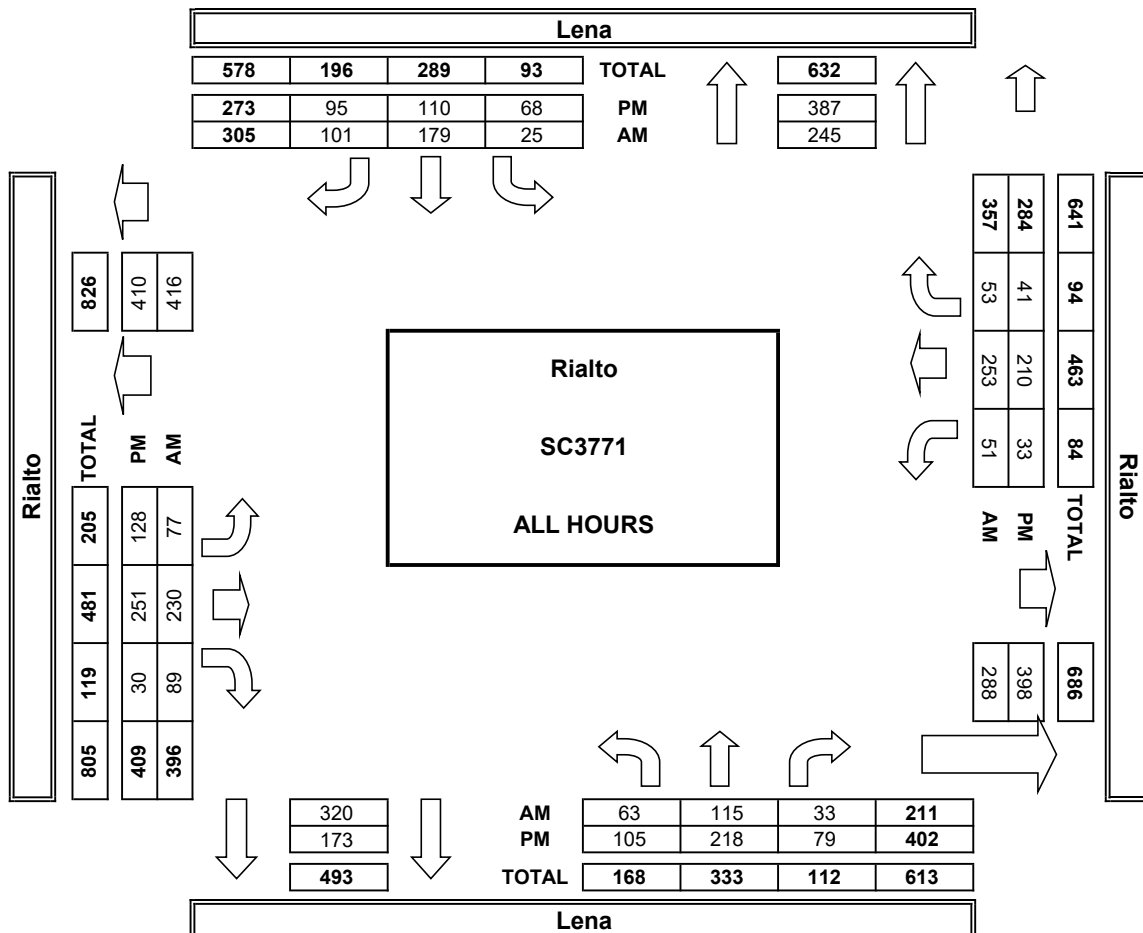 Lena
578 196 289 93 TOTAL 632
273 95 110 68 PM 387
305 101 179 25 AM 245
Rialto
826
410
416
TOTAL
PM
AM
205 481 119 805
128 251 30 409
77 230 89 396
Rialto
SC3771
ALL HOURS
641 94 463 84 TOTAL 686
284 41 210 33 PM 398
357 53 253 51 AM 288
Rialto
320 AM 63 115 33 211
173 PM 105 218 79 402
493 TOTAL 168 333 112 613
Lena